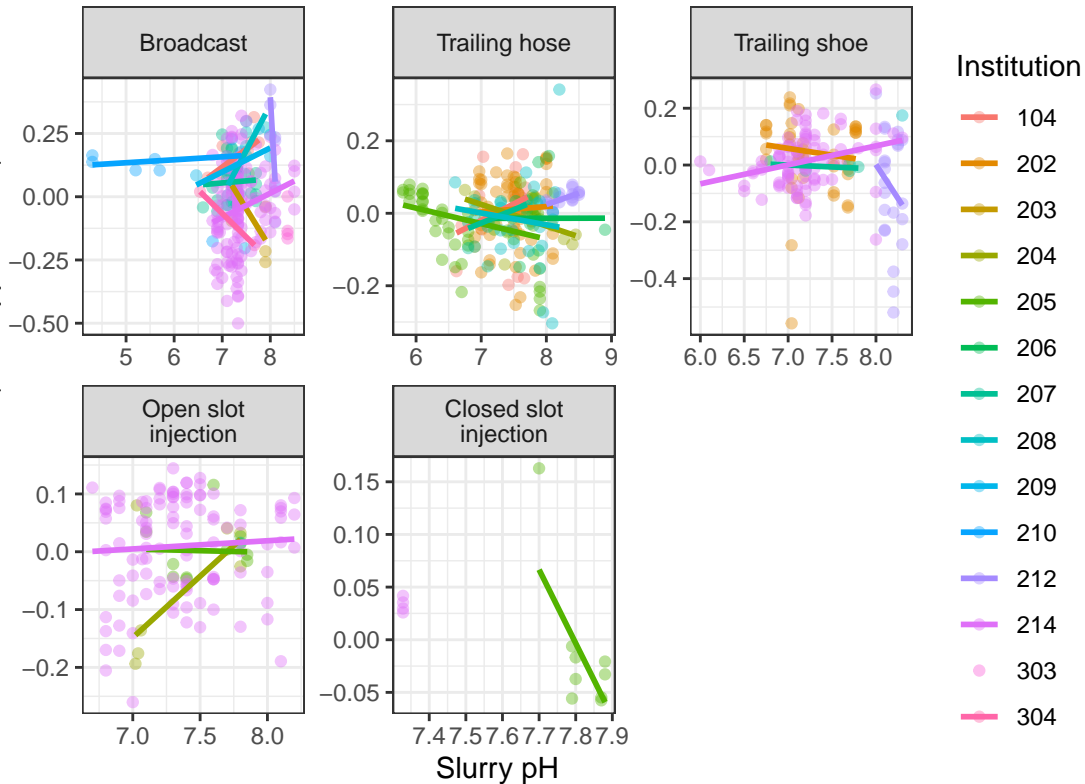 Broadcast
Trailing hose
Trailing shoe
0.25
0.00
−0.25
−0.50
5 6 7 8
0.2
0.0
−0.2
6 7 8 9
0.2
0.0
−0.2
−0.4
6.0 6.5 7.0 7.5 8.0
Open slot
injection
Closed slot
injection
0.1
0.0
−0.1
−0.2
7.0 7.5 8.0
0.15
0.10
0.05
0.00
−0.05
7.4 7.5 7.6 7.7 7.8 7.9
Slurry pH
Institution
104
202
203
204
205
206
207
208
209
210
212
214
303
304